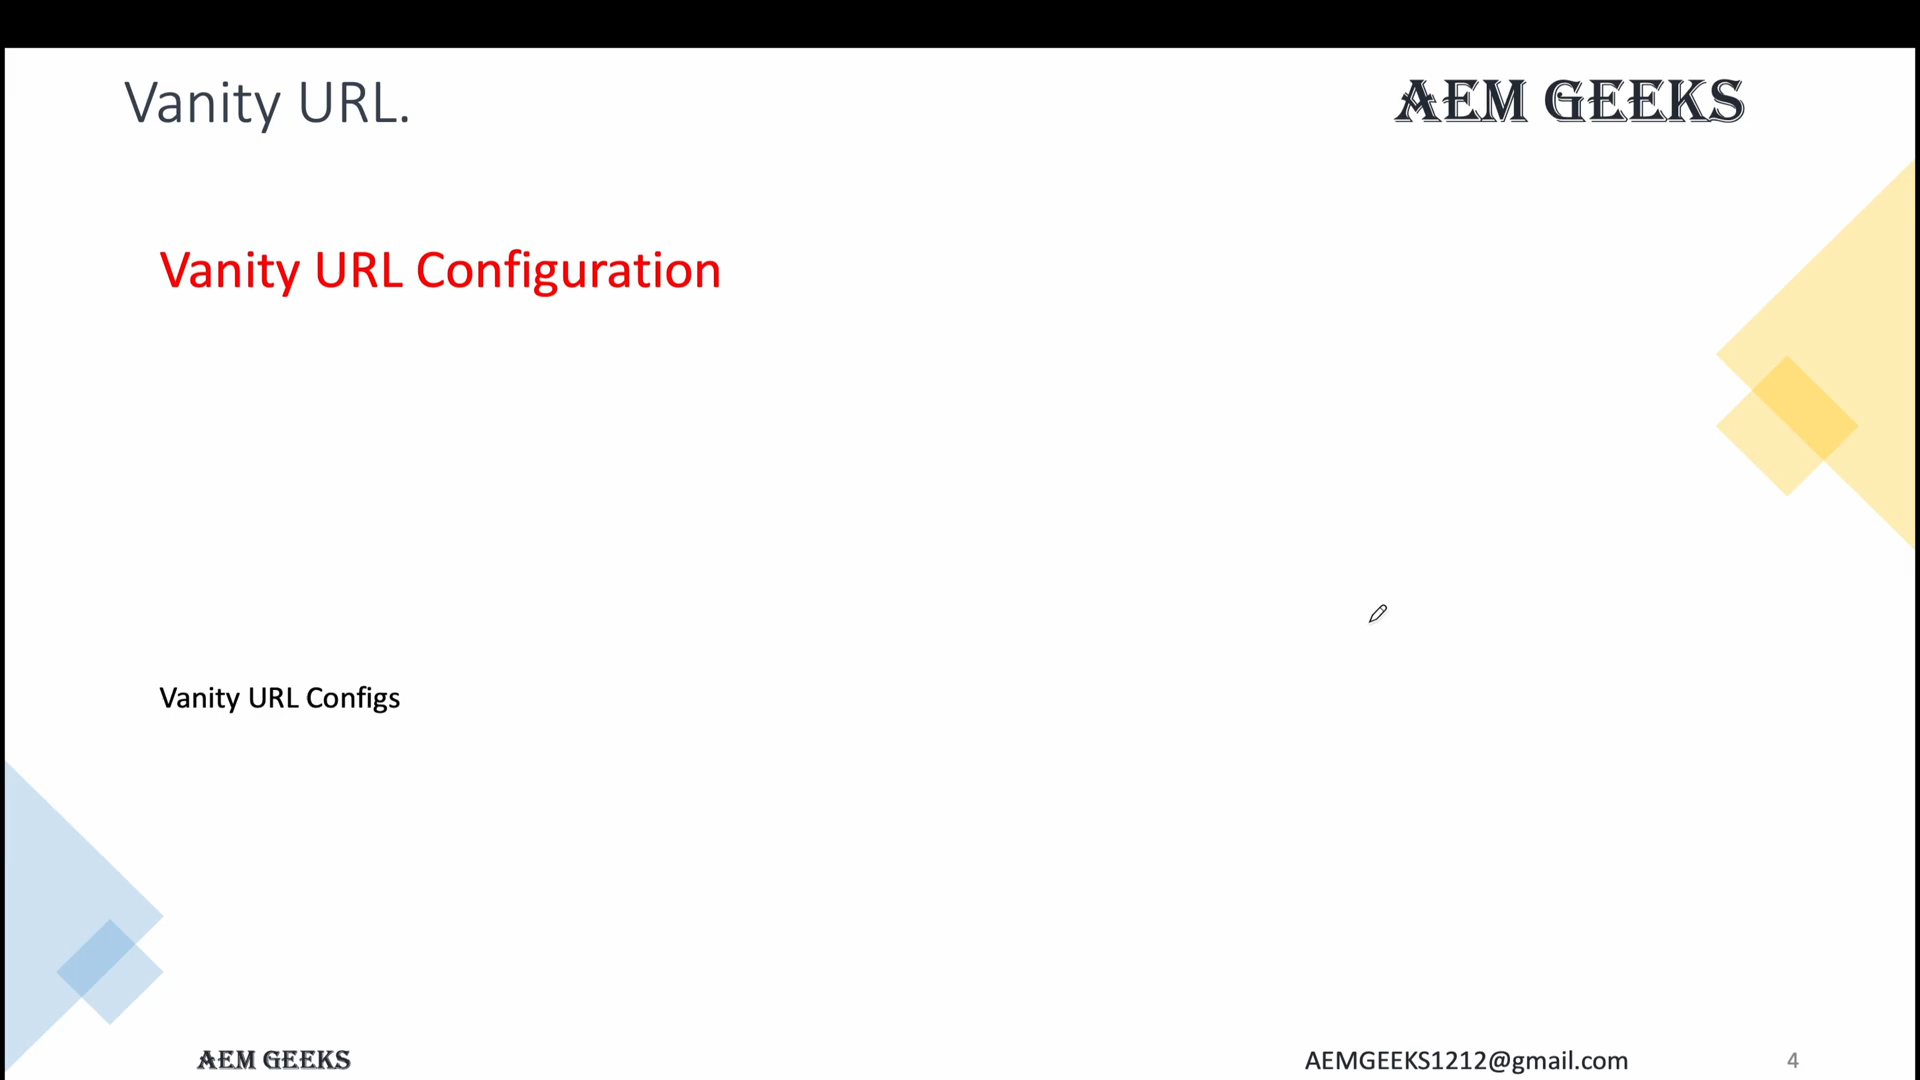 Vanity URL.
AEM GEEKS
Vanity URL Configuration
Vanity URL Configs
AEM GEEKS
AEMGEEKS1212@gmail.com
4